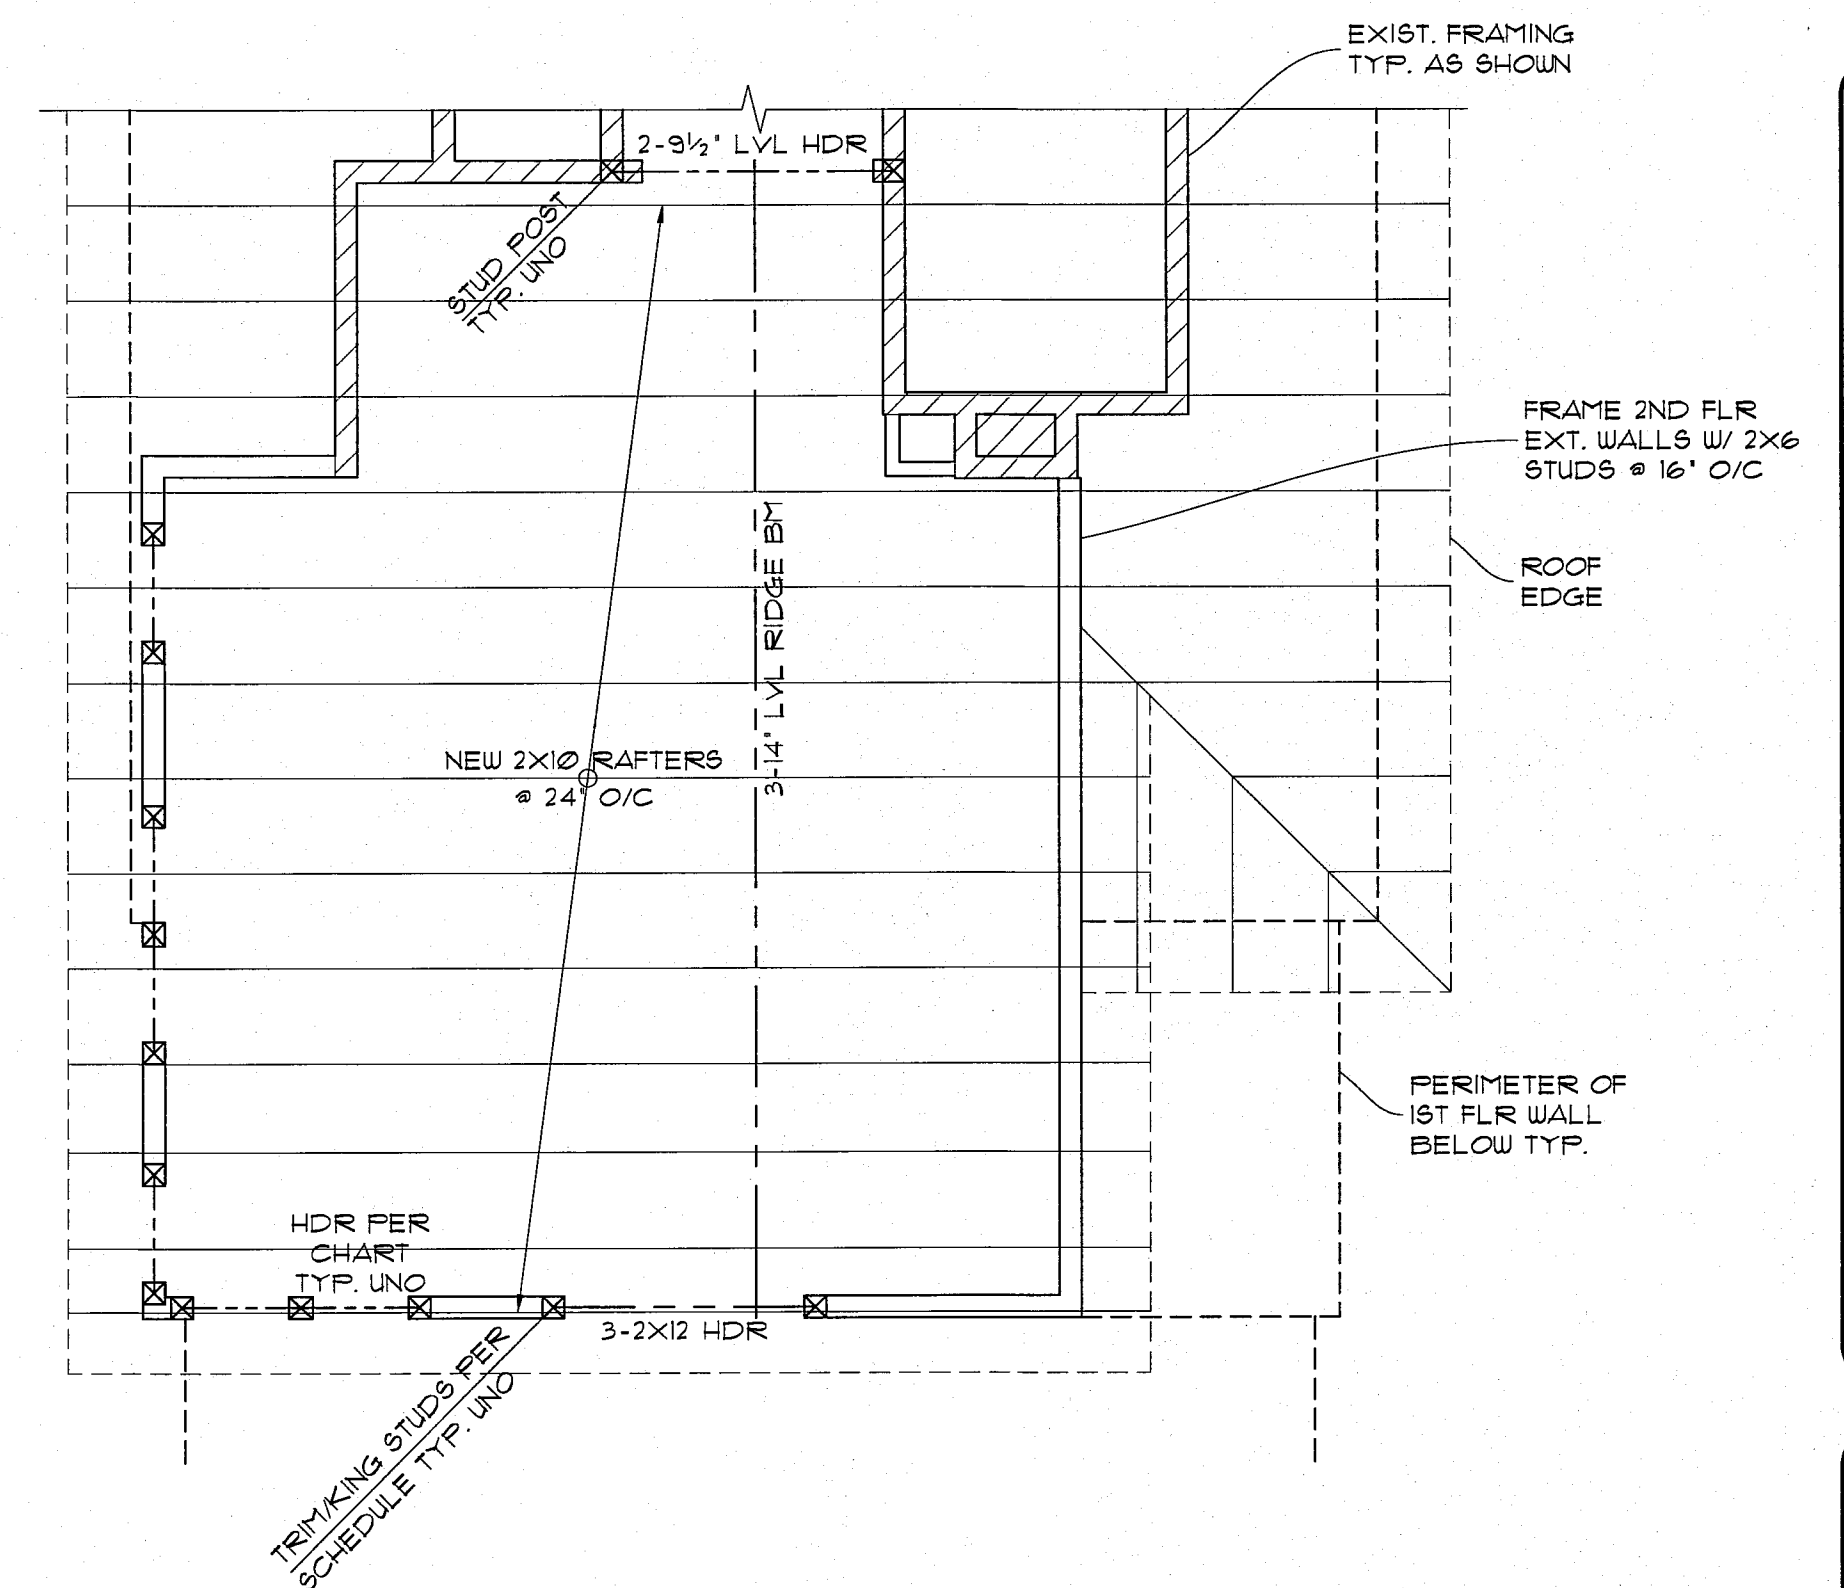 EXIST. FRAMING
TYP. AS SHOWN
2-9½" LVL HDR
STUD POST
TYP. UNO
FRAME 2ND FLR
EXT. WALLS W/ 2X6
STUDS @ 16" O/C
3-14" LVL RIDGE BM
ROOF
EDGE
NEW 2X10 RAFTERS
@ 24" O/C
PERIMETER OF
1ST FLR WALL
BELOW TYP.
HDR PER
CHART
TYP. UNO
3-2X12 HDR
TRIM/KING STUDS PER
SCHEDULE TYP. UNO